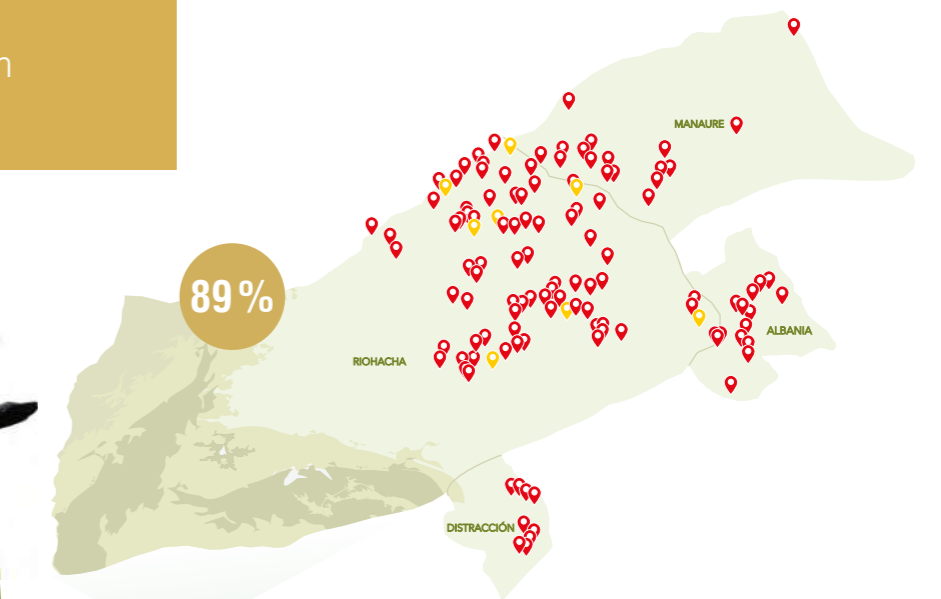 n
MANAURE
89%
ALBANIA
RIOHACHA
DISTRACCIÓN